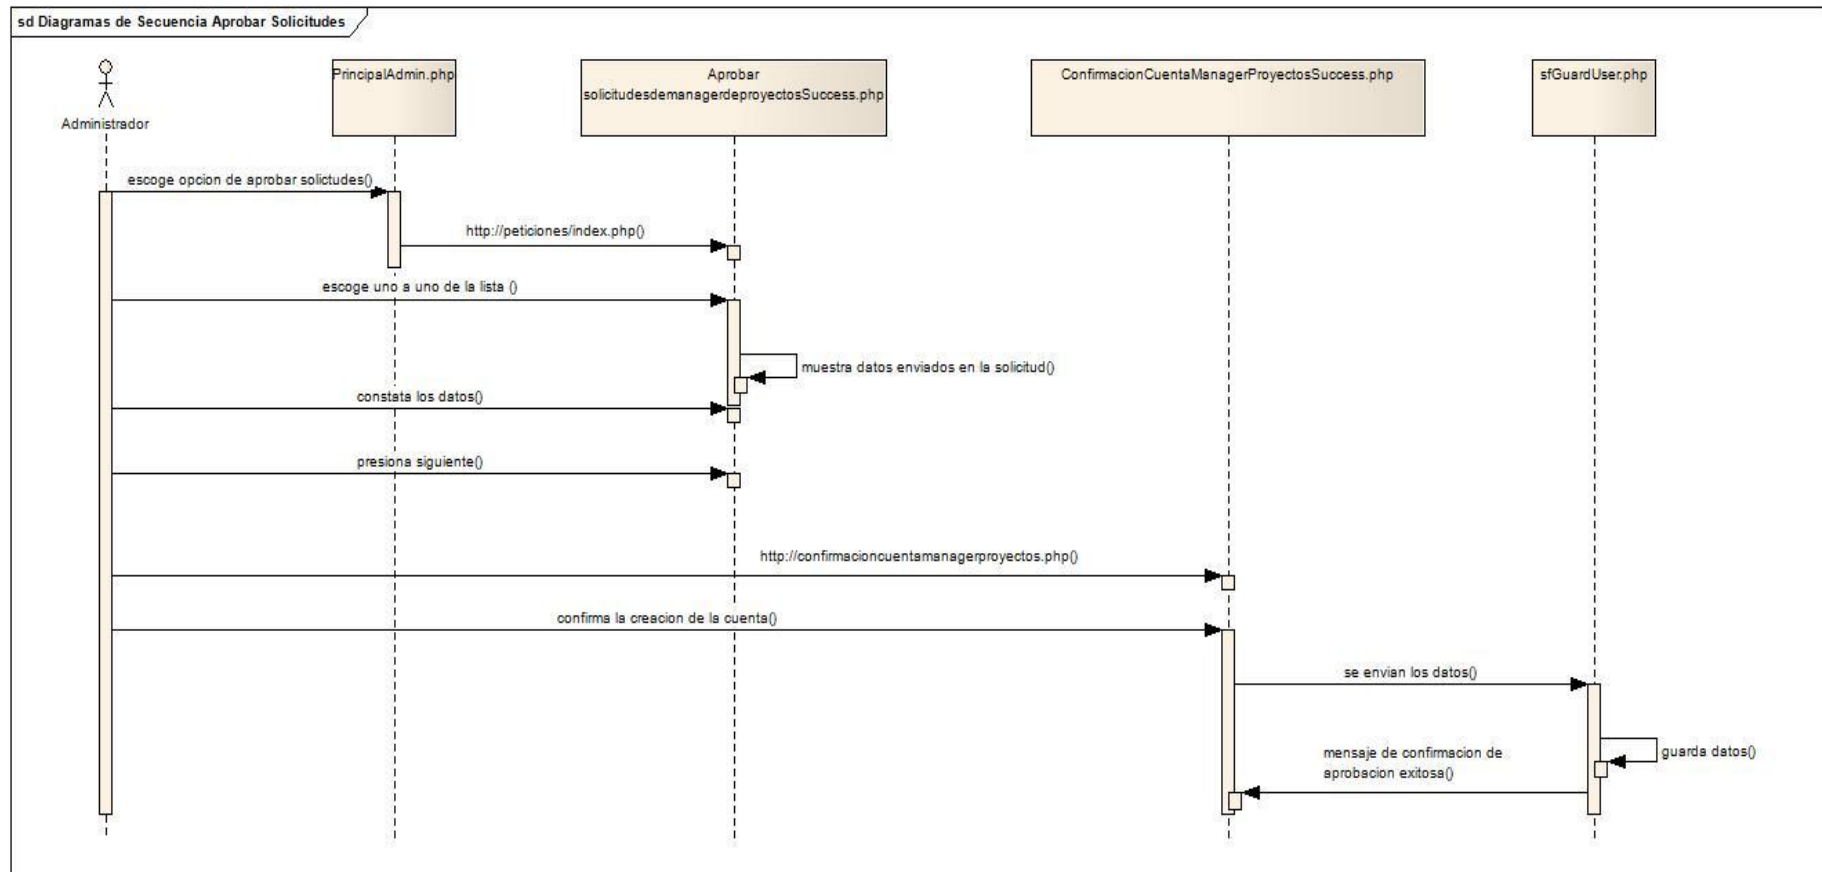 sd Diagramas de Secuencia Aprobar Solicitudes
Administrador
PrincipalAdmin.php
Aprobar
solicitudesdemanagerdeproyectosSuccess.php
ConfirmacionCuentaManagerProyectosSuccess.php
sfGuardUser.php
escoge opcion de aprobar solictudes()
http://peticiones/index.php()
escoge uno a uno de la lista ()
muestra datos enviados en la solicitud()
constata los datos()
presiona siguiente()
http://confirmacioncuentamanagerproyectos.php()
confirma la creacion de la cuenta()
se envian los datos()
guarda datos()
mensaje de confirmacion de
aprobacion exitosa()